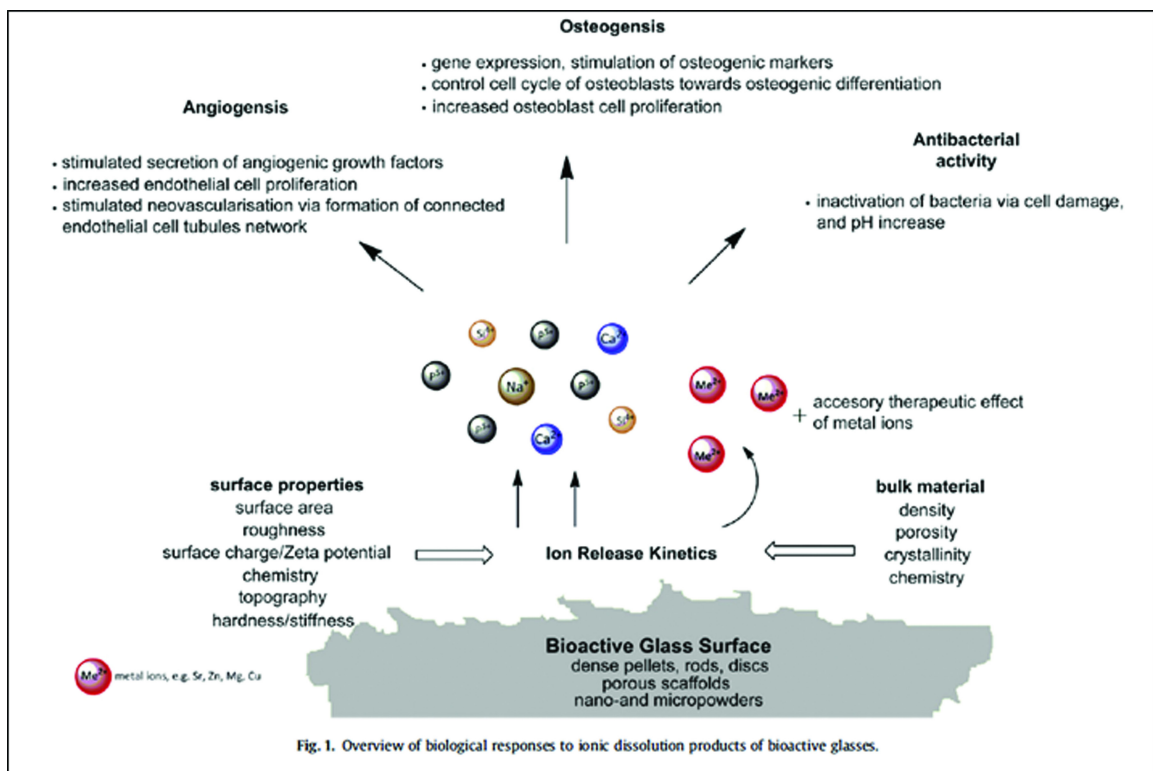 Osteogensis
• gene expression, stimulation of osteogenic markers
• control cell cycle of osteoblasts towards osteogenic differentiation
• increased osteoblast cell proliferation
Angiogensis
• stimulated secretion of angiogenic growth factors
• increased endothelial cell proliferation
• stimulated neovascularisation via formation of connected
endothelial cell tubules network
Antibacterial
activity
• inactivation of bacteria via cell damage,
and pH increase
Si⁴⁺
P⁵⁺
Ca²⁺
P⁵⁺
Na⁺
P⁵⁺
Me²⁺
Me²⁺
P⁵⁺
Ca²⁺
Si⁴⁺
Me²⁺
+ accesory therapeutic effect
of metal ions
surface properties
surface area
roughness
surface charge/Zeta potential
chemistry
topography
hardness/stiffness
Ion Release Kinetics
bulk material
density
porosity
crystallinity
chemistry
Bioactive Glass Surface
dense pellets, rods, discs
porous scaffolds
nano-and micropowders
Me²⁺ metal ions, e.g. Sr, Zn, Mg, Cu
Fig. 1. Overview of biological responses to ionic dissolution products of bioactive glasses.